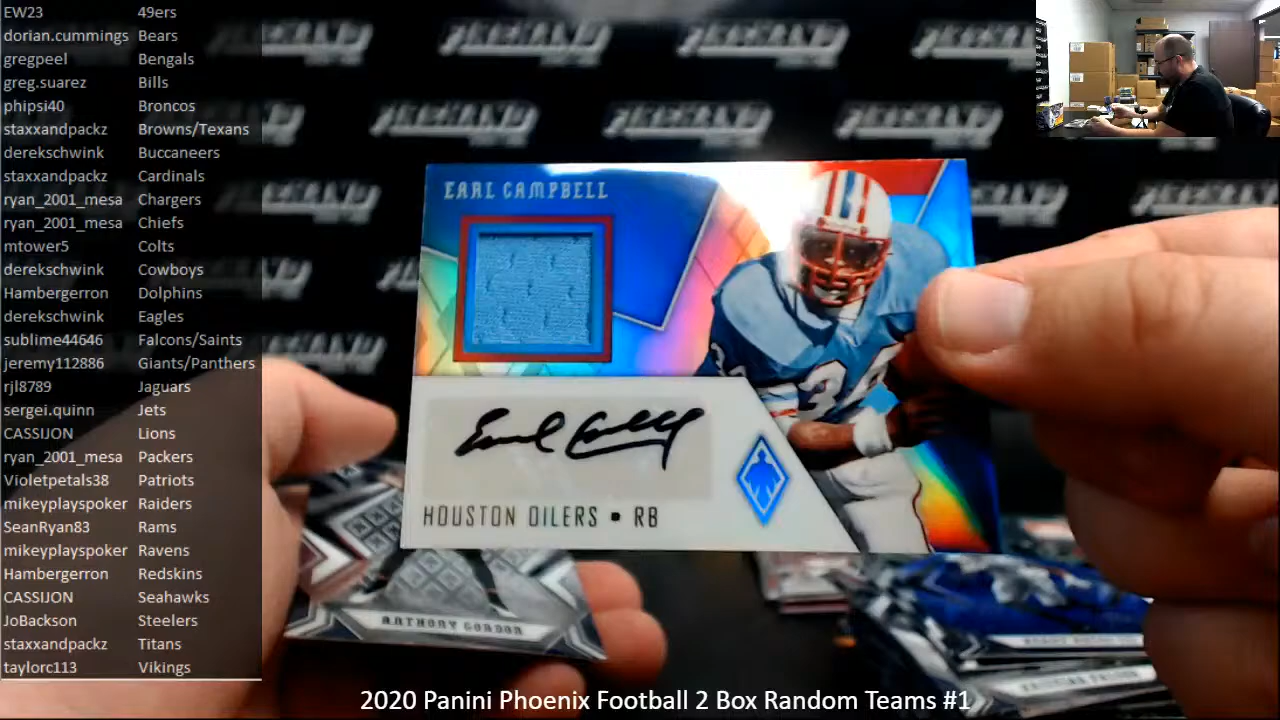 EW23 49ers
dorian.cummings Bears
gregpeel Bengals
greg.suarez Bills
phipsi40 Broncos
staxxandpackz Browns/Texans
derekschwink Buccaneers
staxxandpackz Cardinals
ryan_2001_mesa Chargers
ryan_2001_mesa Chiefs
mtower5 Colts
derekschwink Cowboys
Hambergerron Dolphins
derekschwink Eagles
sublime44646 Falcons/Saints
jeremy112886 Giants/Panthers
rjl8789 Jaguars
sergei.quinn Jets
CASSIJON Lions
ryan_2001_mesa Packers
Violetpetals38 Patriots
mikeyplayspoker Raiders
SeanRyan83 Rams
mikeyplayspoker Ravens
Hambergerron Redskins
CASSIJON Seahawks
JoBackson Steelers
staxxandpackz Titans
taylorc113 Vikings
EARL CAMPBELL
34
Earl Campbell
HOUSTON OILERS • RB
ANTHONY GORDON
2020 Panini Phoenix Football 2 Box Random Teams #1